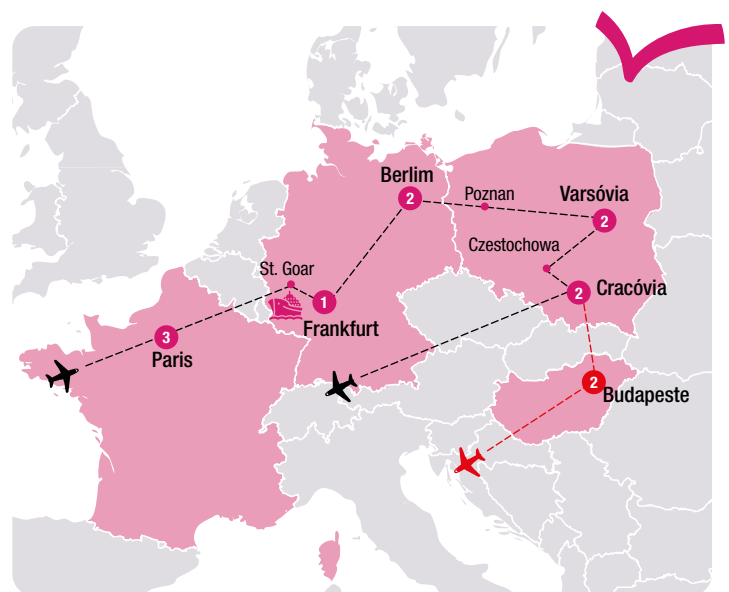 Berlim
2
Poznan
Varsóvia
2
Czestochowa
St. Goar
2
Cracóvia
1
Frankfurt
3
Paris
2
Budapeste